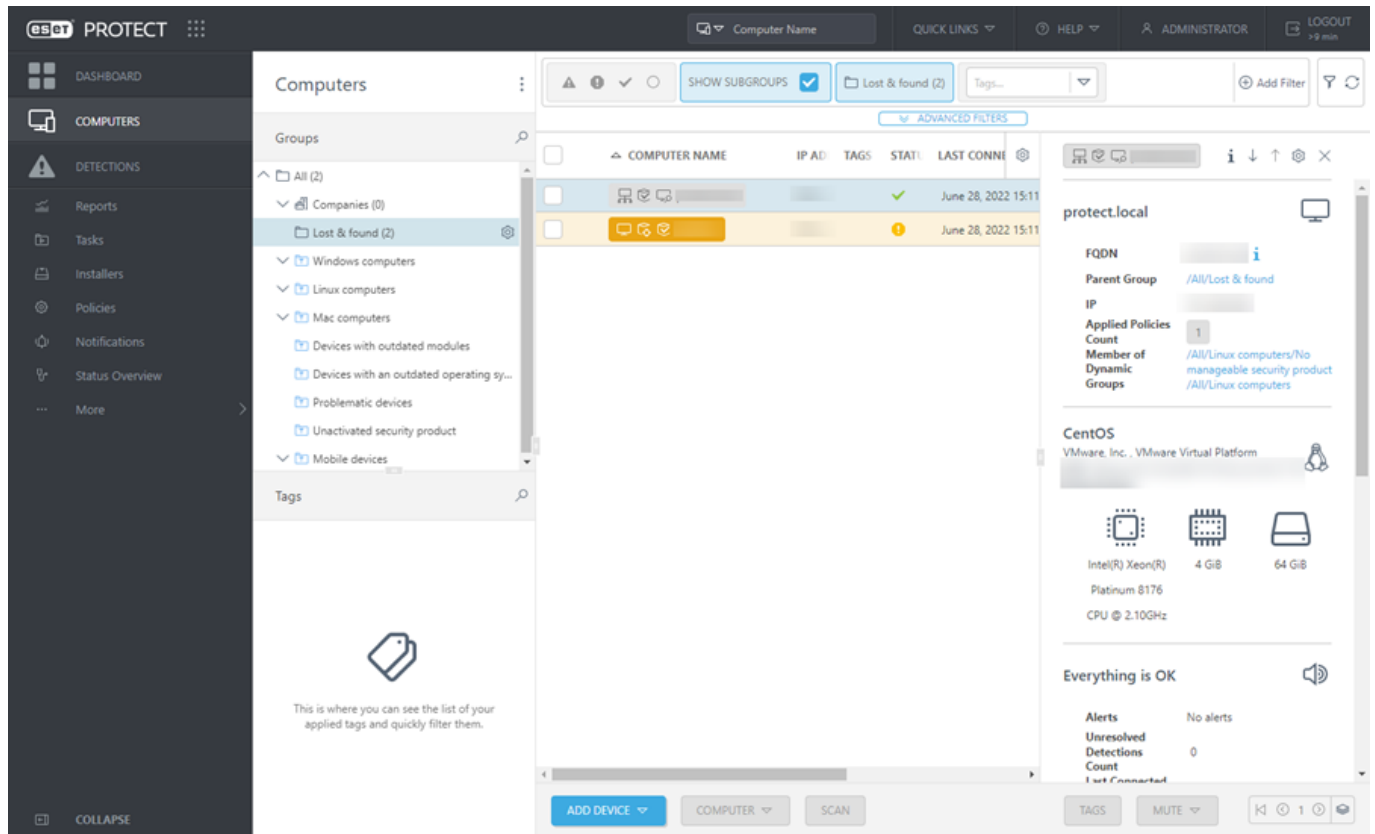 eset PROTECT
Computer Name
QUICK LINKS
HELP
ADMINISTRATOR
LOGOUT
>9 min
DASHBOARD
COMPUTERS
DETECTIONS
Reports
Tasks
Installers
Policies
Notifications
Status Overview
More
COLLAPSE
Computers
Groups
All (2)
Companies (0)
Lost & found (2)
Windows computers
Linux computers
Mac computers
Devices with outdated modules
Devices with an outdated operating sy...
Problematic devices
Unactivated security product
Mobile devices
Tags
This is where you can see the list of your
applied tags and quickly filter them.
SHOW SUBGROUPS
Lost & found (2)
Tags...
Add Filter
ADVANCED FILTERS
COMPUTER NAME IP AD TAGS STATU LAST CONNE
June 28, 2022 15:11
June 28, 2022 15:11
ADD DEVICE
COMPUTER
SCAN
protect.local
FQDN
Parent Group /All/Lost & found
IP
Applied Policies
Count 1
Member of /All/Linux computers/No
Dynamic manageable security product
Groups /All/Linux computers
CentOS
VMware, Inc. , VMware Virtual Platform
Intel(R) Xeon(R) 4 GiB 64 GiB
Platinum 8176
CPU @ 2.10GHz
Everything is OK
Alerts No alerts
Unresolved
Detections 0
Count
Last Connected
TAGS
MUTE
1